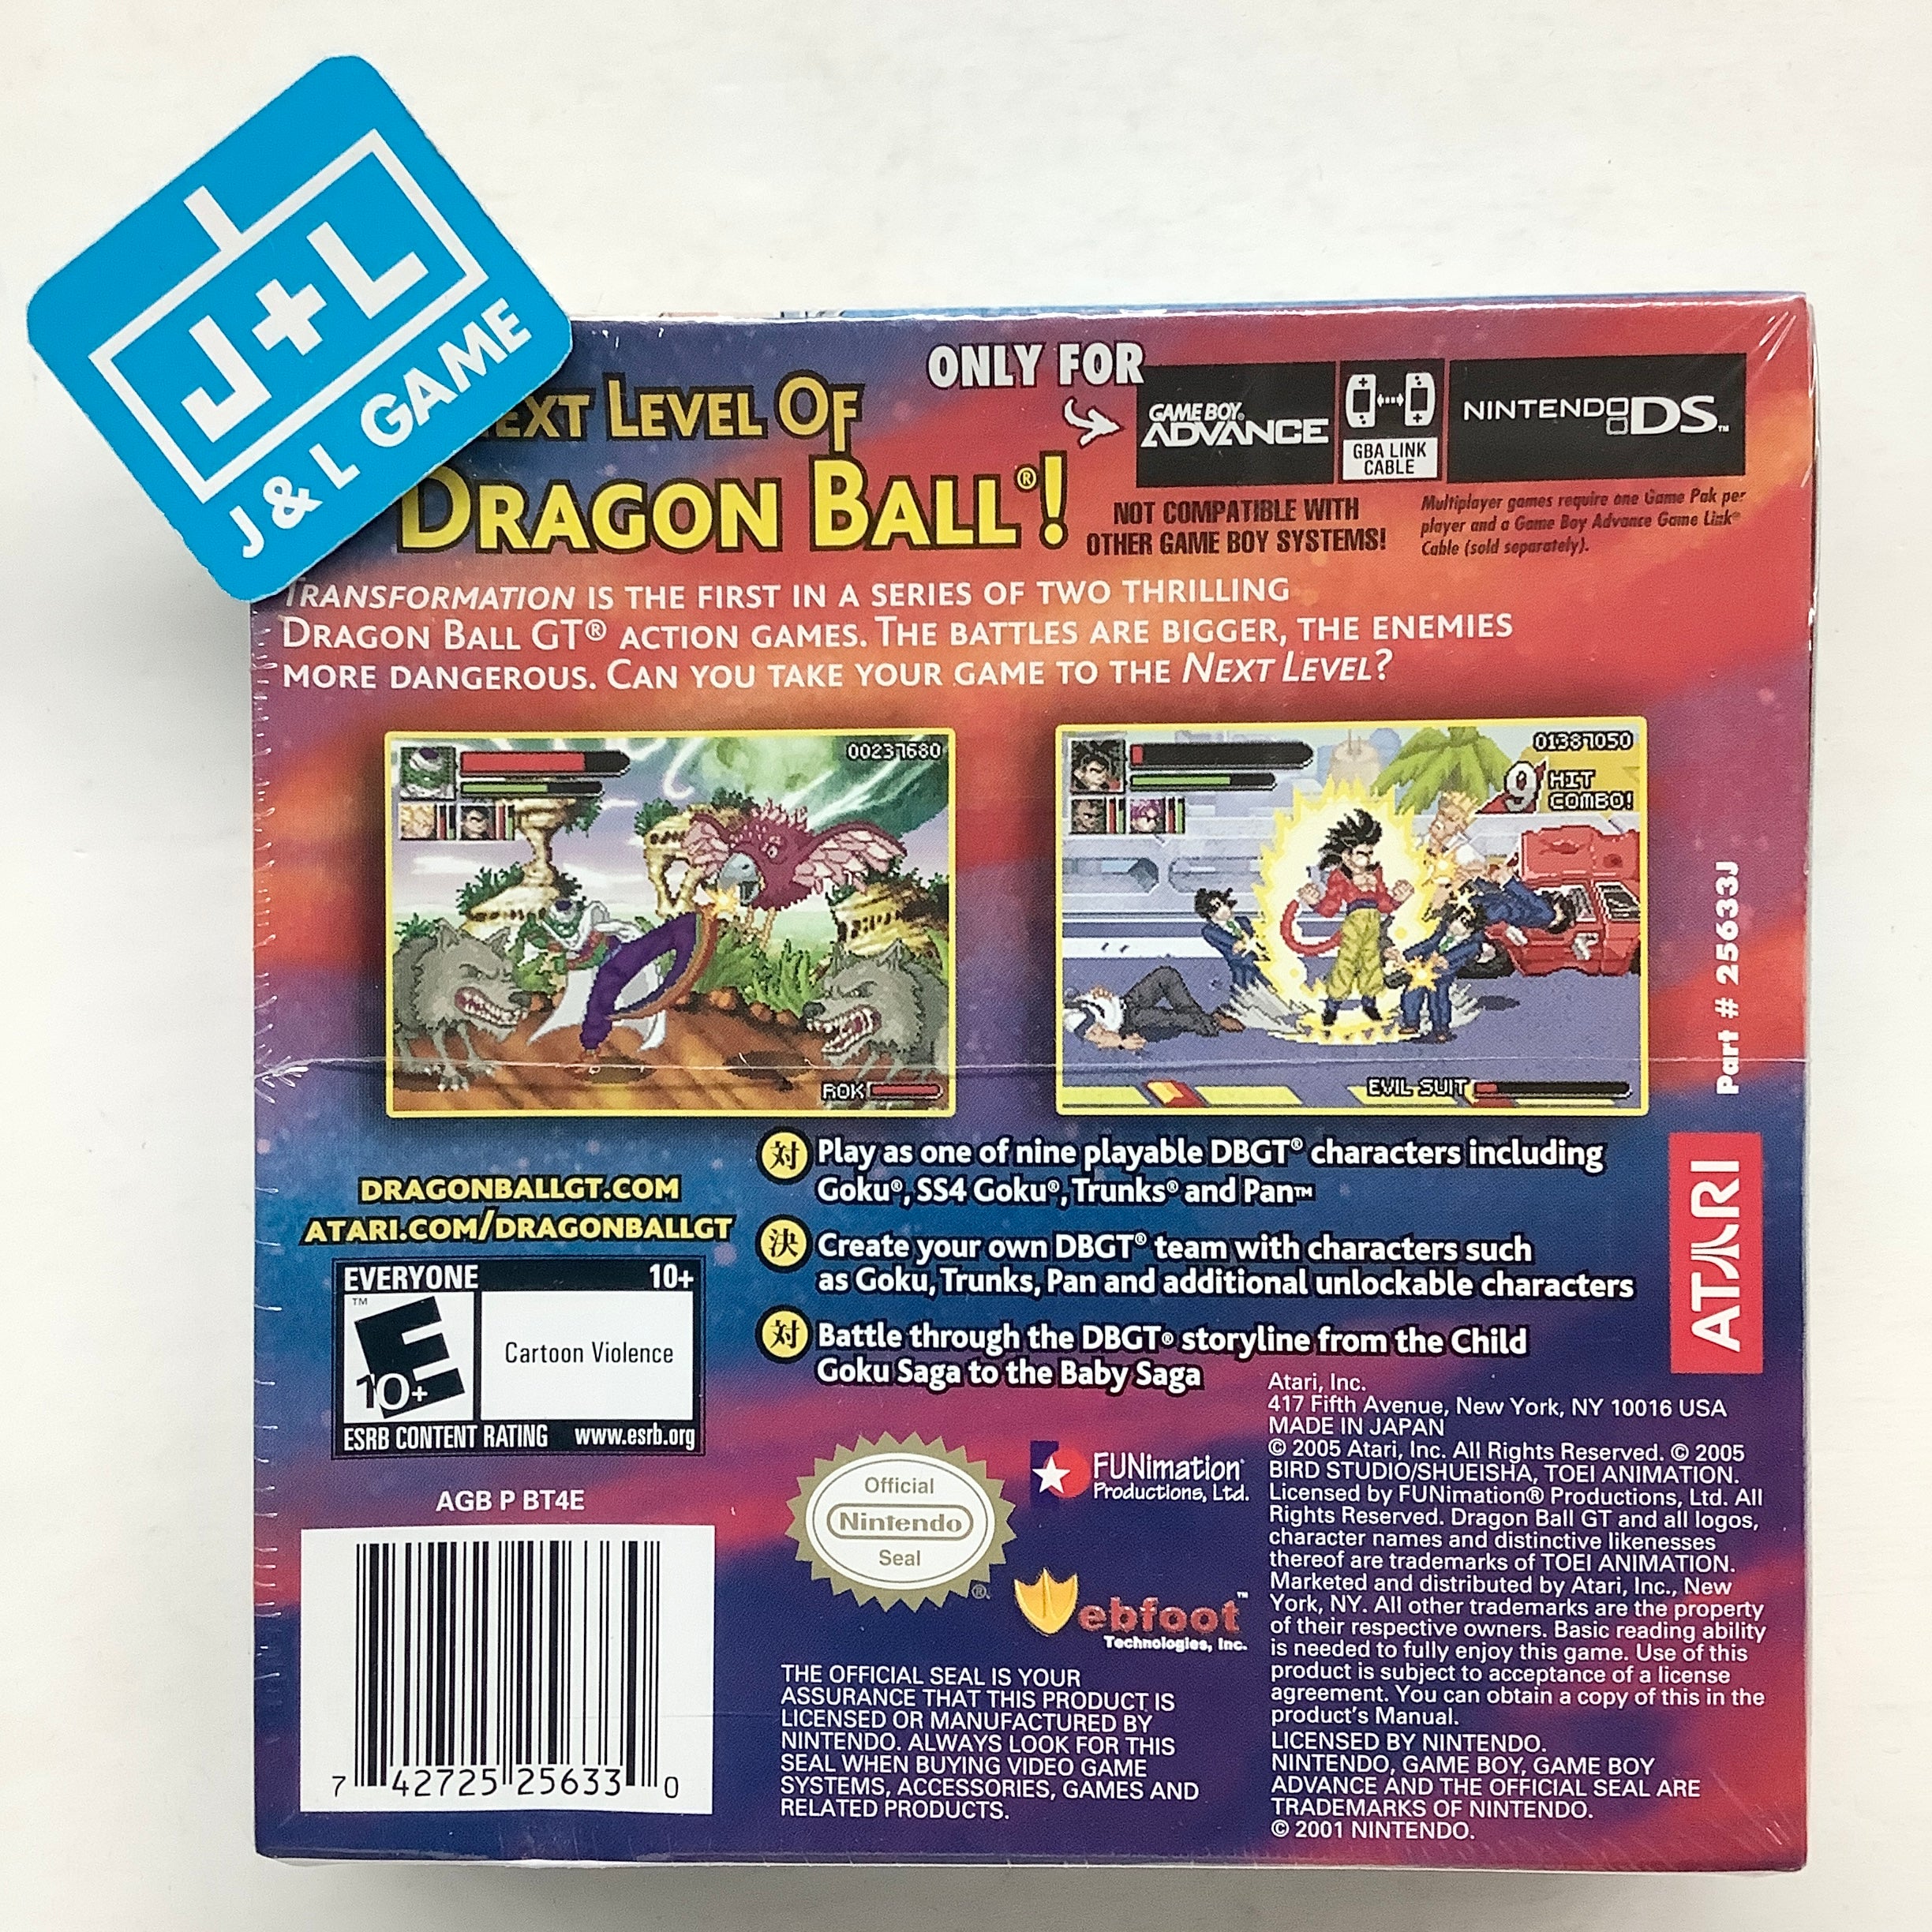 J+L
J & L GAME
LEVEL OF
DRAGON BALL®!
ONLY FOR
GAME BOY ADVANCE
GBA LINK
CABLE
NINTENDO DS™
NOT COMPATIBLE WITH
OTHER GAME BOY SYSTEMS!
Multiplayer games require one Game Pak per
player and a Game Boy Advance Game Link®
Cable (sold separately).
TRANSFORMATION IS THE FIRST IN A SERIES OF TWO THRILLING
DRAGON BALL GT® ACTION GAMES. THE BATTLES ARE BIGGER, THE ENEMIES
MORE DANGEROUS. CAN YOU TAKE YOUR GAME TO THE NEXT LEVEL?
00237680
ROK
01387050
9 HIT
COMBO!
EVIL SUIT
Part # 25633J
ATARI
対 Play as one of nine playable DBGT® characters including
Goku®, SS4 Goku®, Trunks® and Pan™
決 Create your own DBGT® team with characters such
as Goku, Trunks, Pan and additional unlockable characters
対 Battle through the DBGT® storyline from the Child
Goku Saga to the Baby Saga
DRAGONBALLGT.COM
ATARI.COM/DRAGONBALLGT
EVERYONE 10+
™
E
10+
Cartoon Violence
ESRB CONTENT RATING www.esrb.org
AGB P BT4E
7 42725 25633 0
Official
Nintendo
Seal
®
FUNimation®
Productions, Ltd.
Webfoot™
Technologies, Inc.
THE OFFICIAL SEAL IS YOUR
ASSURANCE THAT THIS PRODUCT IS
LICENSED OR MANUFACTURED BY
NINTENDO. ALWAYS LOOK FOR THIS
SEAL WHEN BUYING VIDEO GAME
SYSTEMS, ACCESSORIES, GAMES AND
RELATED PRODUCTS.
Atari, Inc.
417 Fifth Avenue, New York, NY 10016 USA
MADE IN JAPAN
© 2005 Atari, Inc. All Rights Reserved. © 2005
BIRD STUDIO/SHUEISHA, TOEI ANIMATION.
Licensed by FUNimation® Productions, Ltd. All
Rights Reserved. Dragon Ball GT and all logos,
character names and distinctive likenesses
thereof are trademarks of TOEI ANIMATION.
Marketed and distributed by Atari, Inc., New
York, NY. All other trademarks are the property
of their respective owners. Basic reading ability
is needed to fully enjoy this game. Use of this
product is subject to acceptance of a license
agreement. You can obtain a copy of this in the
product's Manual.
LICENSED BY NINTENDO.
NINTENDO, GAME BOY, GAME BOY
ADVANCE AND THE OFFICIAL SEAL ARE
TRADEMARKS OF NINTENDO.
© 2001 NINTENDO.